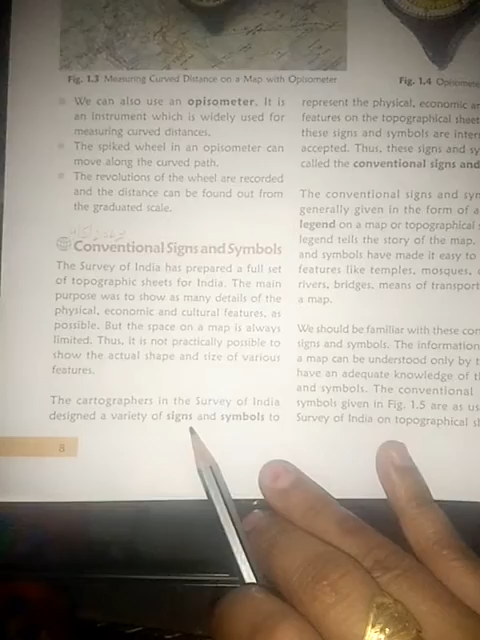 Fig. 1.3 Measuring Curved Distance on a Map with Opisometer
We can also use an opisometer. It is
an instrument which is widely used for
measuring curved distances.
The spiked wheel in an opisometer can
move along the curved path.
The revolutions of the wheel are recorded
and the distance can be found out from
the graduated scale.
Conventional Signs and Symbols
The Survey of India has prepared a full set
of topographic sheets for India. The main
purpose was to show as many details of the
physical, economic and cultural features, as
possible. But the space on a map is always
limited. Thus, it is not practically possible to
show the actual shape and size of various
features.
The cartographers in the Survey of India
designed a variety of signs and symbols to
8
Fig. 1.4
represent the physical, economic
features on the topographical
these signs and symbols are
accepted. Thus, these signs and
called the conventional signs and
The conventional signs and
generally given in the form of a
legend on a map or topographical
legend tells the story of the map.
and symbols have made it easy to
features like temples, mosques,
rivers, bridges, means of
a map.
We should be familiar with these
signs and symbols. The information
a map can be understood only by
have an adequate knowledge of
and symbols. The conventional
symbols given in Fig. 1.5 are as
Survey of India on topographical